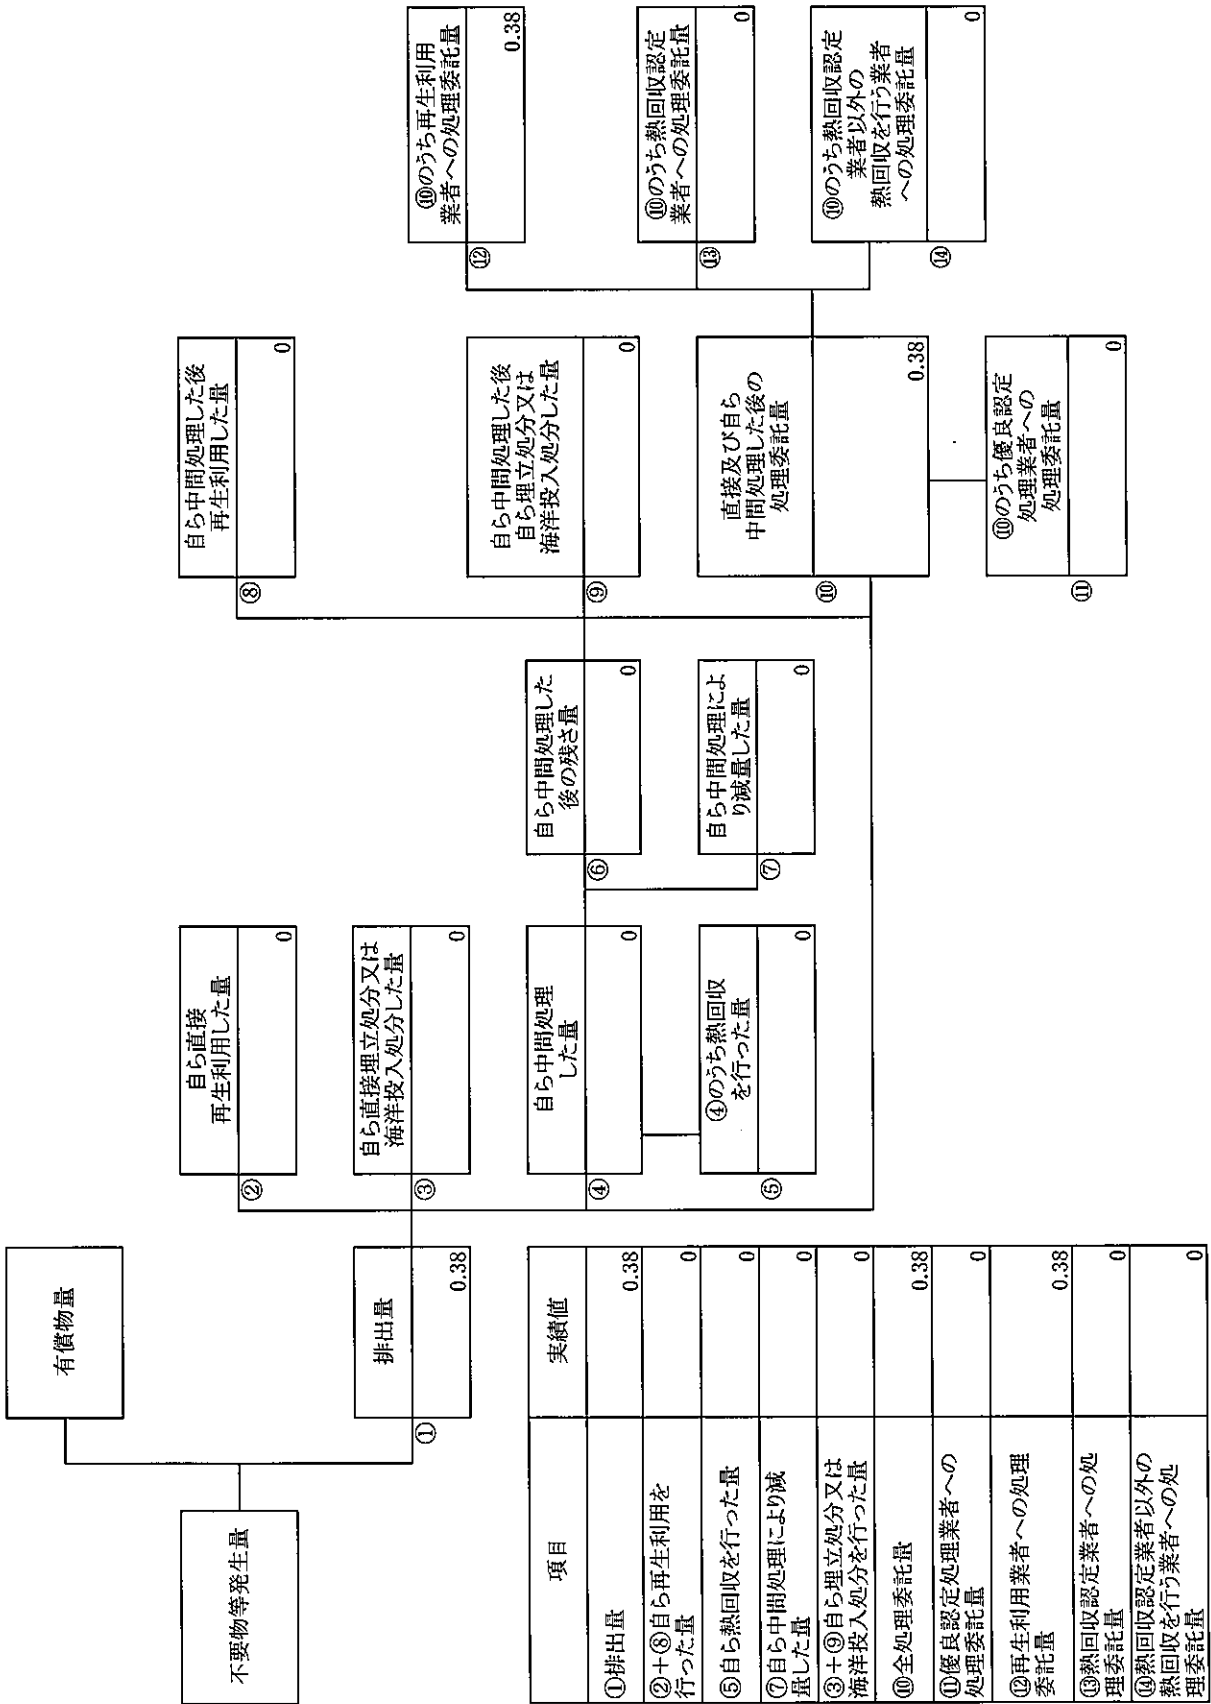 不要物等発生量
有償物量
①
排出量
0.38
②
自ら直接
再生利用した量
0
③
自ら直接埋立処分又は
海洋投入処分した量
0
④
自ら中間処理
した量
0
⑤
④のうち熱回収
を行った量
0
⑥
自ら中間処理した
後の残さ量
0
⑦
自ら中間処理によ
り減量した量
0
⑧
自ら中間処理した後
再生利用した量
0
⑨
自ら中間処理した後
自ら埋立処分又は
海洋投入処分した量
0
⑩
直接及び自ら
中間処理した後の
処理委託量
0.38
⑪
⑩のうち優良認定
処理業者への
処理委託量
0
⑫
⑩のうち再生利用
業者への処理委託量
0.38
⑬
⑩のうち熱回収認定
業者への処理委託量
0
⑭
⑩のうち熱回収認定
業者以外の
熱回収を行う業者
への処理委託量
0
項目 実績値
①排出量 0.38
②+⑧自ら再生利用を
行った量 0
⑤自ら熱回収を行った量 0
⑦自ら中間処理により減
量した量 0
③+⑨自ら埋立処分又は
海洋投入処分を行った量 0
⑩全処理委託量 0.38
⑪優良認定処理業者への
処理委託量 0
⑫再生利用業者への処理
委託量 0.38
⑬熱回収認定業者への処
理委託量 0
⑭熱回収認定業者以外の
熱回収を行う業者への処
理委託量 0